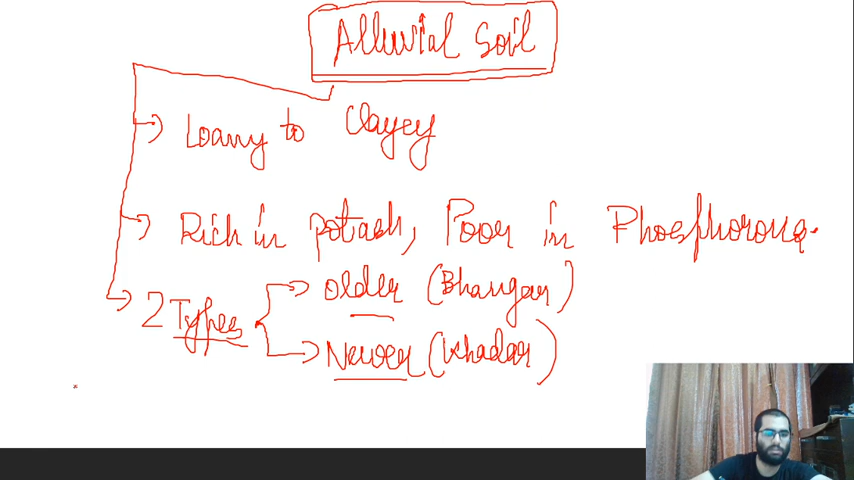 Alluvial Soil
Loamy to Clayey
Rich in potash, Poor in Phosphorous.
2 Types
Older (Bhangar)
Newer (Khadar)